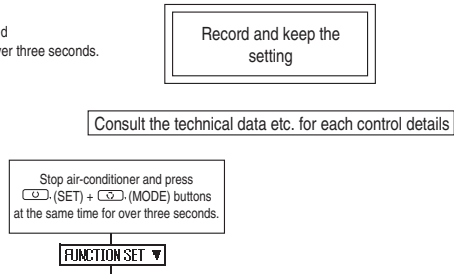 d
er three seconds.
Record and keep the
setting
Consult the technical data etc. for each control details
Stop air-conditioner and press
(SET) + (MODE) buttons
at the same time for over three seconds.
FUNCTION SET ▼